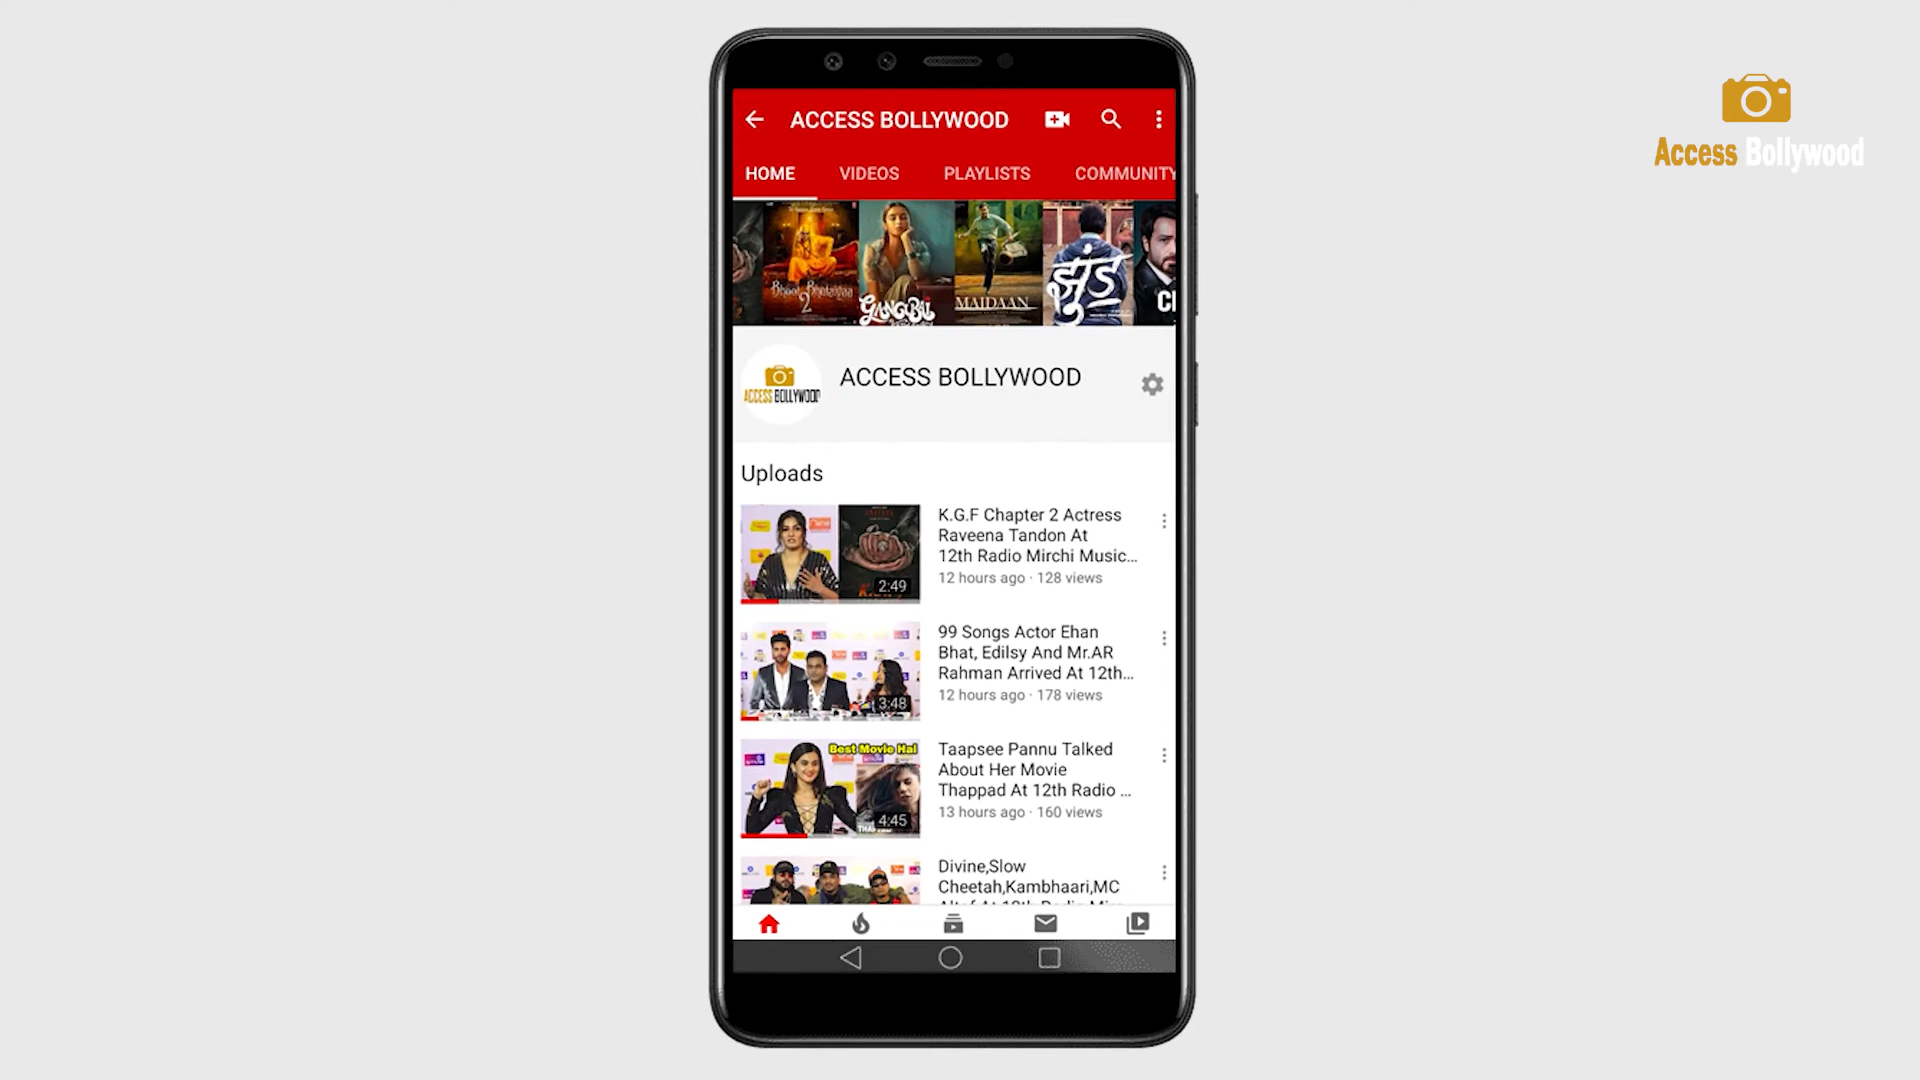 ACCESS BOLLYWOOD
HOME VIDEOS PLAYLISTS COMMUNITY
Access Bollywood
Bhool Bhulaiyaa 2
GANGUBAI
MAIDAAN
झुंड
ACCESS BOLLYWOOD
ACCESS BOLLYWOOD
Uploads
K.G.F Chapter 2 Actress
Raveena Tandon At
12th Radio Mirchi Music...
12 hours ago · 128 views
2:49
99 Songs Actor Ehan
Bhat, Edilsy And Mr.AR
Rahman Arrived At 12th...
12 hours ago · 178 views
3:48
Best Movie Hai
Taapsee Pannu Talked
About Her Movie
Thappad At 12th Radio ...
13 hours ago · 160 views
4:45
Divine,Slow
Cheetah,Kambhaari,MC